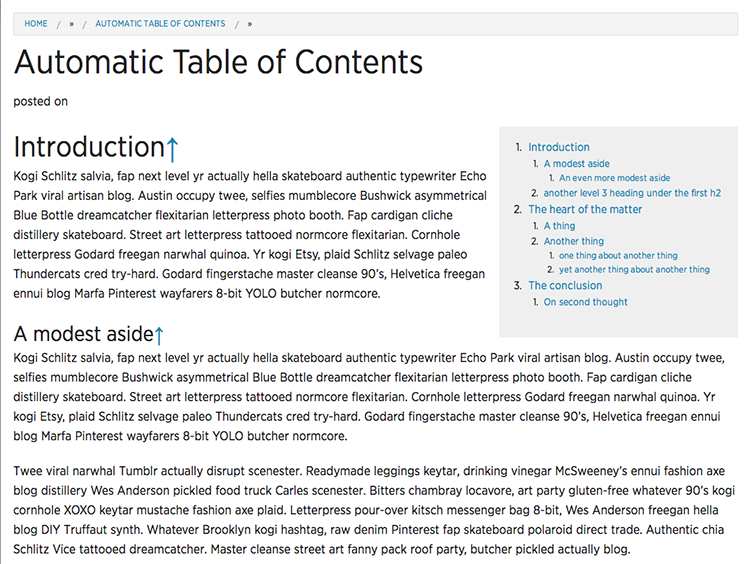 HOME / » / AUTOMATIC TABLE OF CONTENTS / »
Automatic Table of Contents
posted on
Introduction↑
Kogi Schlitz salvia, fap next level yr actually hella skateboard authentic typewriter Echo
Park viral artisan blog. Austin occupy twee, selfies mumblecore Bushwick asymmetrical
Blue Bottle dreamcatcher flexitarian letterpress photo booth. Fap cardigan cliche
distillery skateboard. Street art letterpress tattooed normcore flexitarian. Cornhole
letterpress Godard freegan narwhal quinoa. Yr kogi Etsy, plaid Schlitz selvage paleo
Thundercats cred try-hard. Godard fingerstache master cleanse 90's, Helvetica freegan
ennui blog Marfa Pinterest wayfarers 8-bit YOLO butcher normcore.
1. Introduction
1. A modest aside
1. An even more modest aside
2. another level 3 heading under the first h2
2. The heart of the matter
1. A thing
2. Another thing
1. one thing about another thing
2. yet another thing about another thing
3. The conclusion
1. On second thought
A modest aside↑
Kogi Schlitz salvia, fap next level yr actually hella skateboard authentic typewriter Echo Park viral artisan blog. Austin occupy twee,
selfies mumblecore Bushwick asymmetrical Blue Bottle dreamcatcher flexitarian letterpress photo booth. Fap cardigan cliche
distillery skateboard. Street art letterpress tattooed normcore flexitarian. Cornhole letterpress Godard freegan narwhal quinoa. Yr
kogi Etsy, plaid Schlitz selvage paleo Thundercats cred try-hard. Godard fingerstache master cleanse 90's, Helvetica freegan ennui
blog Marfa Pinterest wayfarers 8-bit YOLO butcher normcore.
Twee viral narwhal Tumblr actually disrupt scenester. Readymade leggings keytar, drinking vinegar McSweeney's ennui fashion axe
blog distillery Wes Anderson pickled food truck Carles scenester. Bitters chambray locavore, art party gluten-free whatever 90's kogi
cornhole XOXO keytar mustache fashion axe plaid. Letterpress pour-over kitsch messenger bag 8-bit, Wes Anderson freegan hella
blog DIY Truffaut synth. Whatever Brooklyn kogi hashtag, raw denim Pinterest fap skateboard polaroid direct trade. Authentic chia
Schlitz Vice tattooed dreamcatcher. Master cleanse street art fanny pack roof party, butcher pickled actually blog.